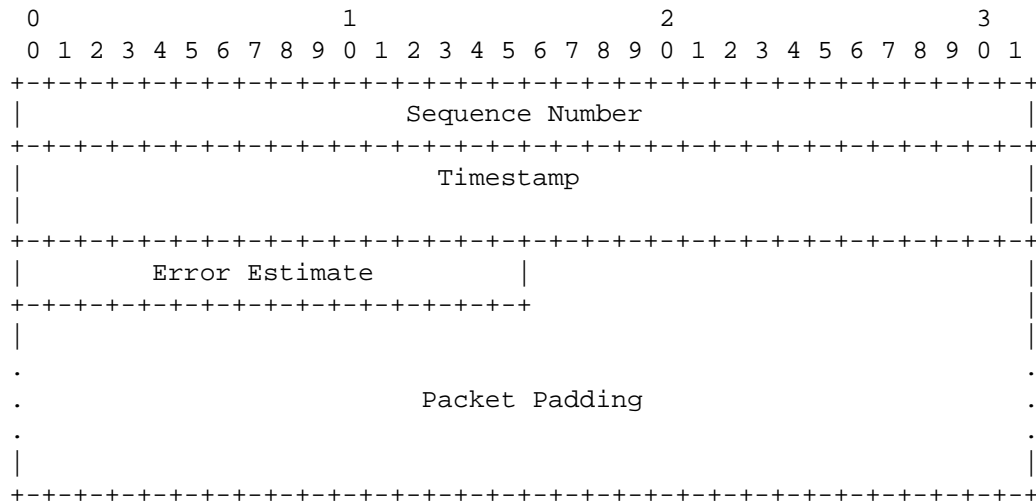 0                   1                   2                   3
 0 1 2 3 4 5 6 7 8 9 0 1 2 3 4 5 6 7 8 9 0 1 2 3 4 5 6 7 8 9 0 1
+-+-+-+-+-+-+-+-+-+-+-+-+-+-+-+-+-+-+-+-+-+-+-+-+-+-+-+-+-+-+-+-+
|                        Sequence Number                        |
+-+-+-+-+-+-+-+-+-+-+-+-+-+-+-+-+-+-+-+-+-+-+-+-+-+-+-+-+-+-+-+-+
|                          Timestamp                            |
|                                                               |
+-+-+-+-+-+-+-+-+-+-+-+-+-+-+-+-+-+-+-+-+-+-+-+-+-+-+-+-+-+-+-+-+
|        Error Estimate         |                               |
+-+-+-+-+-+-+-+-+-+-+-+-+-+-+-+-+                               |
|                                                               |
.                                                               .
.                         Packet Padding                        .
.                                                               .
|                                                               |
+-+-+-+-+-+-+-+-+-+-+-+-+-+-+-+-+-+-+-+-+-+-+-+-+-+-+-+-+-+-+-+-+